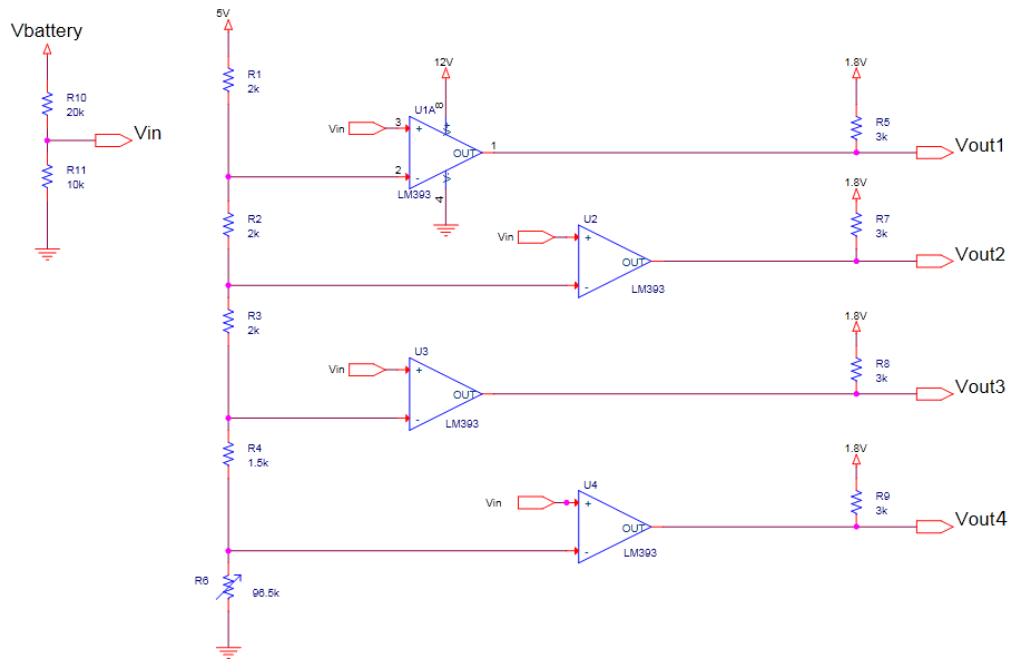 Vbattery
R10
20k
Vin
R11
10k
5V
R1
2k
R2
2k
R3
2k
R4
1.5k
R6
96.5k
12V
U1A
8
V+
Vin
3
+
OUT
1
2
-
V-
LM393
4
1.8V
R5
3k
Vout1
U2
Vin
+
OUT
-
LM393
1.8V
R7
3k
Vout2
U3
Vin
+
OUT
-
LM393
1.8V
R8
3k
Vout3
U4
Vin
+
OUT
-
LM393
1.8V
R9
3k
Vout4